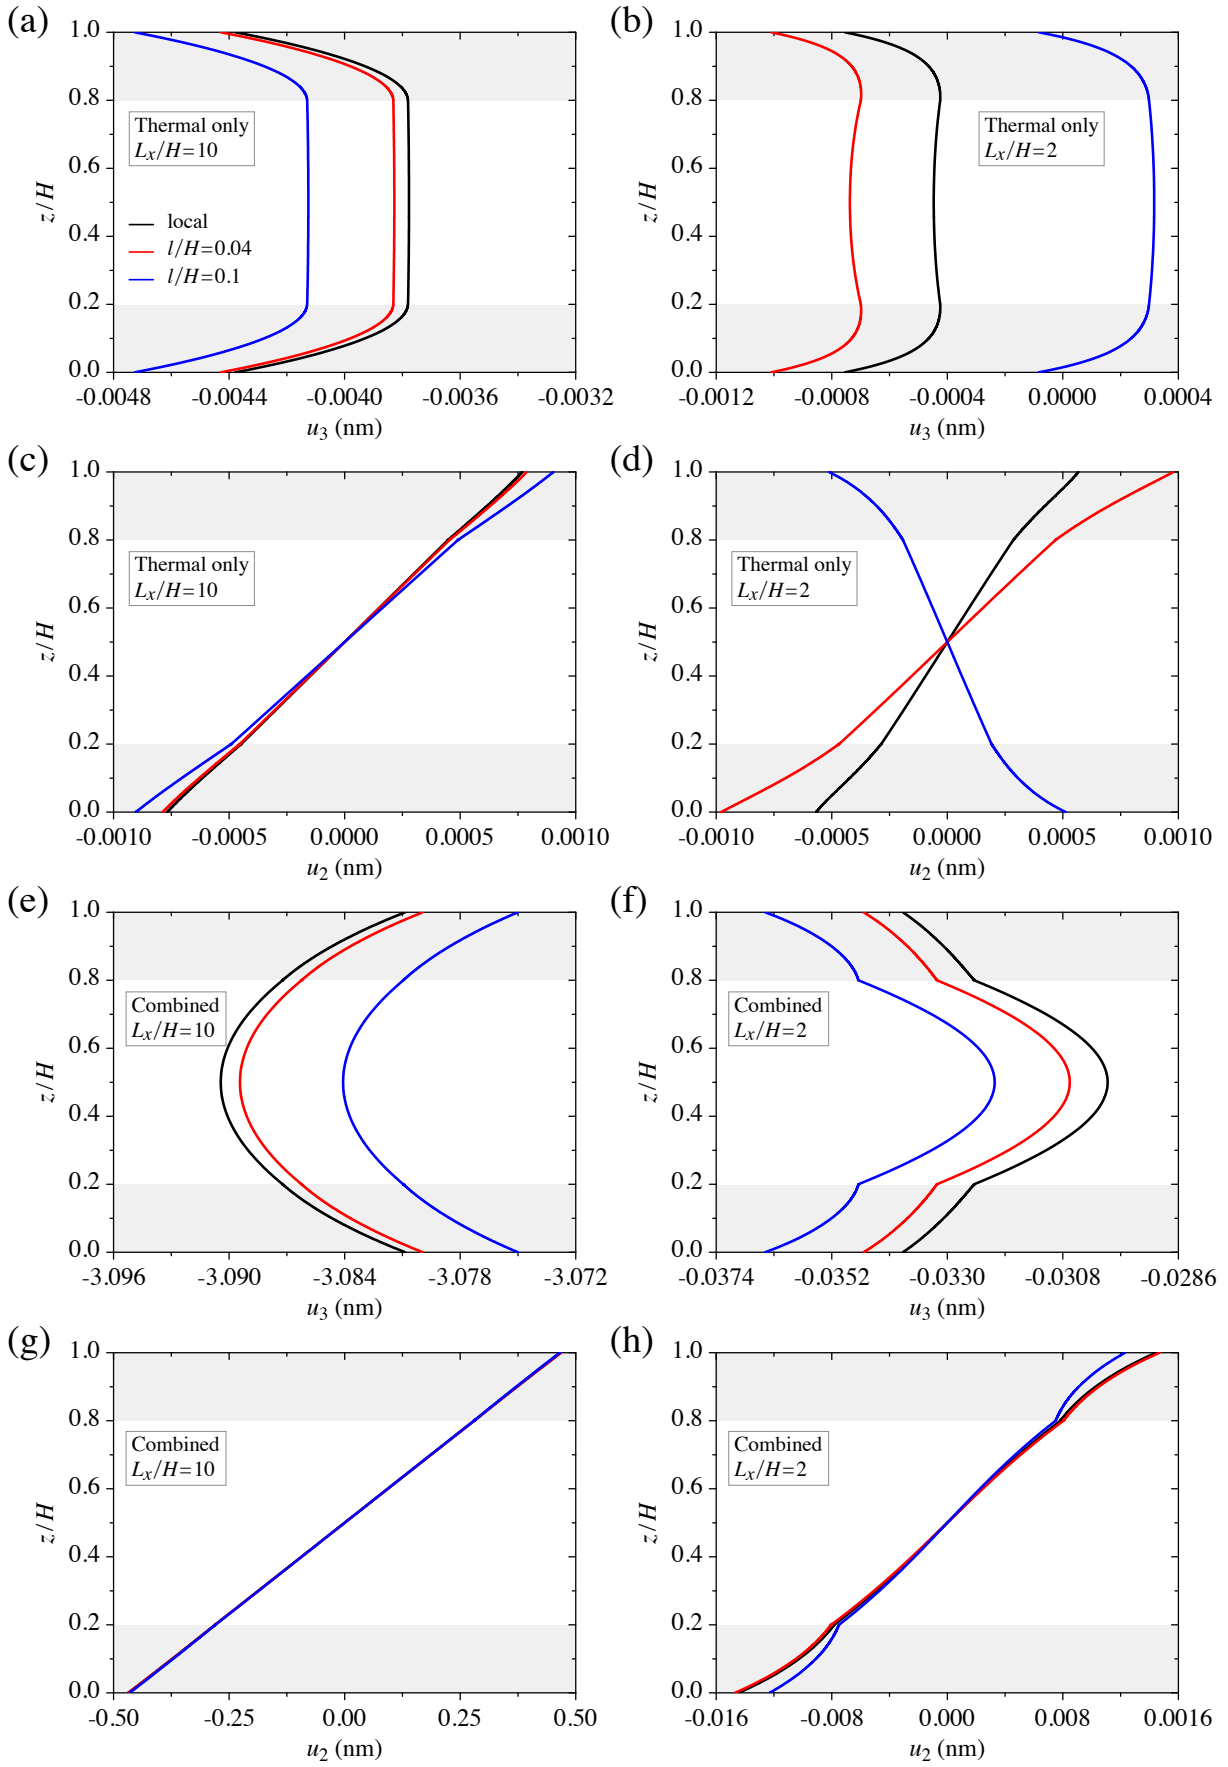 (a)
1.0
0.8
0.6
0.4
0.2
0.0
z/H
Thermal only
Lₓ/H=10
local
l/H=0.04
l/H=0.1
-0.0048
-0.0044
-0.0040
-0.0036
-0.0032
u₃ (nm)
(b)
1.0
0.8
0.6
0.4
0.2
0.0
z/H
Thermal only
Lₓ/H=2
-0.0012
-0.0008
-0.0004
0.0000
0.0004
u₃ (nm)
(c)
1.0
0.8
0.6
0.4
0.2
0.0
z/H
Thermal only
Lₓ/H=10
-0.0010
-0.0005
0.0000
0.0005
0.0010
u₂ (nm)
(d)
1.0
0.8
0.6
0.4
0.2
0.0
z/H
Thermal only
Lₓ/H=2
-0.0010
-0.0005
0.0000
0.0005
0.0010
u₂ (nm)
(e)
1.0
0.8
0.6
0.4
0.2
0.0
z/H
Combined
Lₓ/H=10
-3.096
-3.090
-3.084
-3.078
-3.072
u₃ (nm)
(f)
1.0
0.8
0.6
0.4
0.2
0.0
z/H
Combined
Lₓ/H=2
-0.0374
-0.0352
-0.0330
-0.0308
-0.0286
u₃ (nm)
(g)
1.0
0.8
0.6
0.4
0.2
0.0
z/H
Combined
Lₓ/H=10
-0.50
-0.25
0.00
0.25
0.50
u₂ (nm)
(h)
1.0
0.8
0.6
0.4
0.2
0.0
z/H
Combined
Lₓ/H=2
-0.016
-0.008
0.000
0.008
0.0016
u₂ (nm)